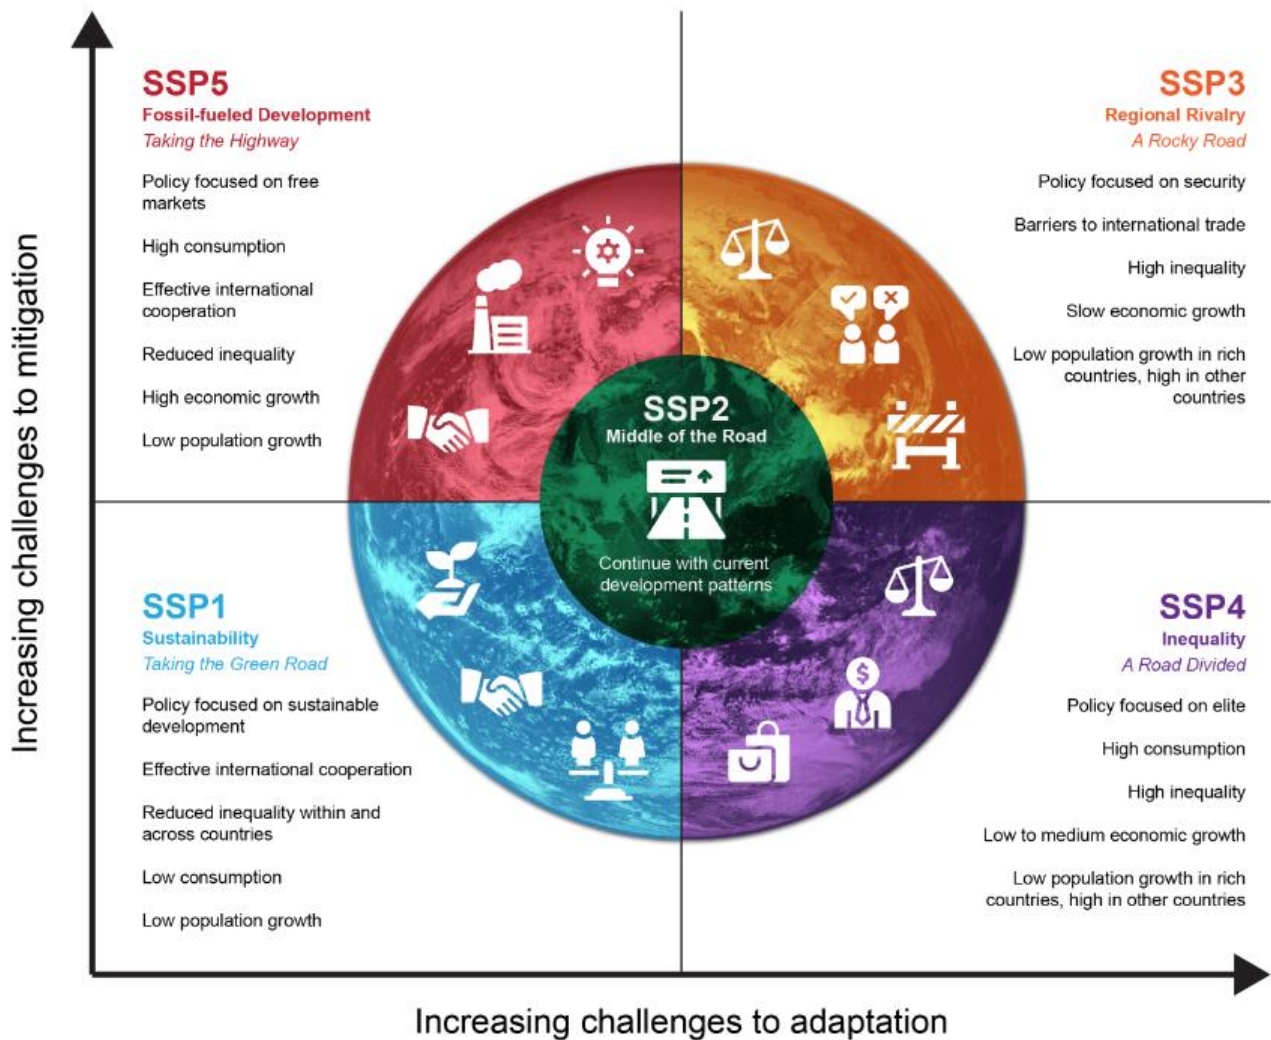 SSP5
Fossil-fueled Development
Taking the Highway
Policy focused on free
markets
High consumption
Effective international
cooperation
Reduced inequality
High economic growth
Low population growth
SSP3
Regional Rivalry
A Rocky Road
Policy focused on security
Barriers to international trade
High inequality
Slow economic growth
Low population growth in rich
countries, high in other
countries
SSP2
Middle of the Road
Continue with current
development patterns
SSP1
Sustainability
Taking the Green Road
Policy focused on sustainable
development
Effective international cooperation
Reduced inequality within and
across countries
Low consumption
Low population growth
SSP4
Inequality
A Road Divided
Policy focused on elite
High consumption
High inequality
Low to medium economic growth
Low population growth in rich
countries, high in other countries
Increasing challenges to mitigation
Increasing challenges to adaptation
$